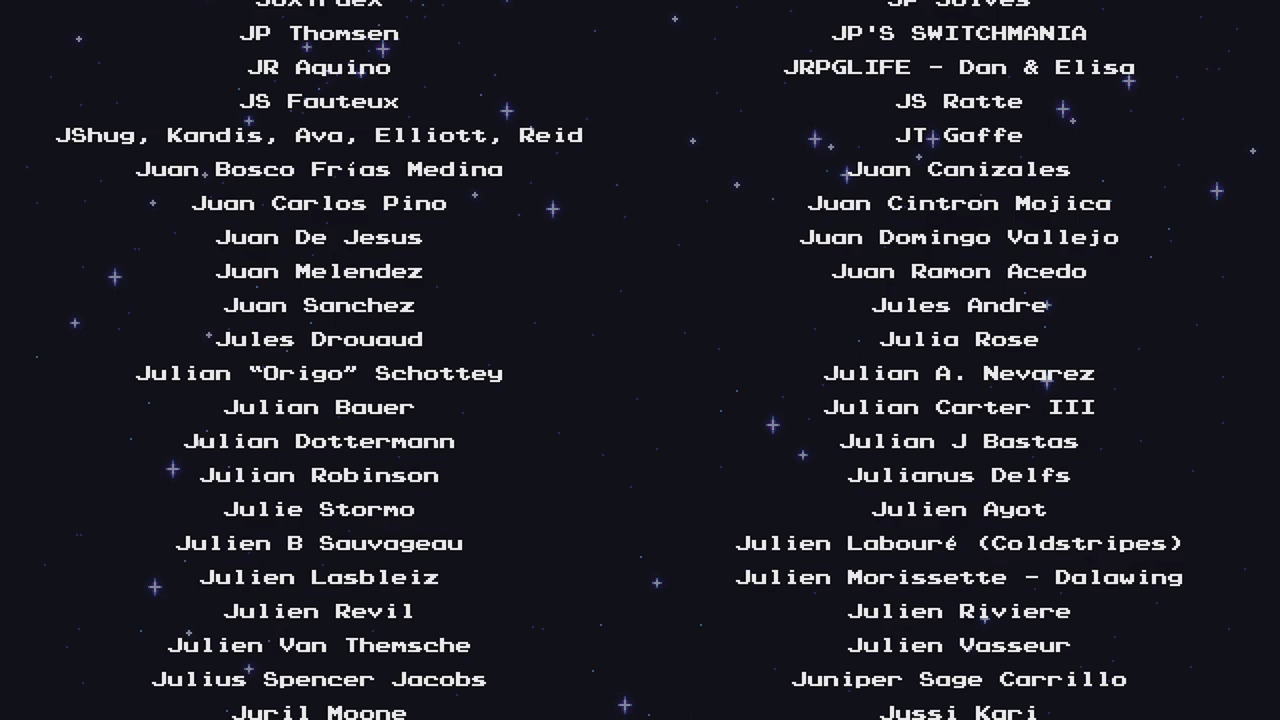 JP Thomsen
JP'S SWITCHMANIA
JR Aquino
JRPGLIFE - Dan & Elisa
JS Fauteux
JS Ratte
JShug, Kandis, Ava, Elliott, Reid
JT Gaffe
Juan Bosco Frías Medina
Juan Canizales
Juan Carlos Pino
Juan Cintron Mojica
Juan De Jesus
Juan Domingo Vallejo
Juan Melendez
Juan Ramon Acedo
Juan Sanchez
Jules Andre
Jules Drouaud
Julia Rose
Julian “Origo” Schottey
Julian A. Nevarez
Julian Bauer
Julian Carter III
Julian Dottermann
Julian J Bastas
Julian Robinson
Julianus Delfs
Julie Stormo
Julien Ayot
Julien B Sauvageau
Julien Labouré (Coldstripes)
Julien Lasbleiz
Julien Morissette - Dalawing
Julien Revil
Julien Riviere
Julien Van Themsche
Julien Vasseur
Julius Spencer Jacobs
Juniper Sage Carrillo
Juril Moone
Jussi Kari